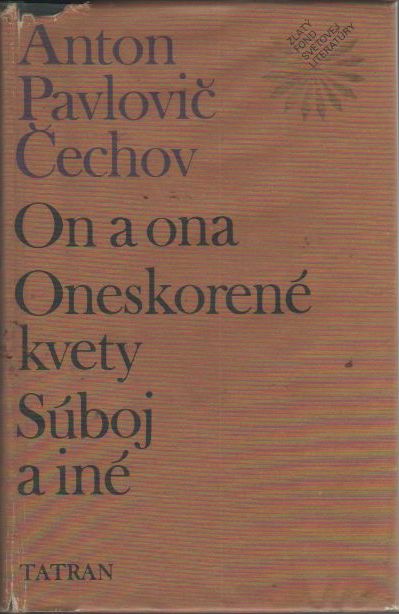 Anton
Pavlovič
Čechov
ZLATÝ
FOND
SVETOVEJ
LITERATÚRY
On a ona
Oneskorené
kvety
Súboj
a iné
TATRAN